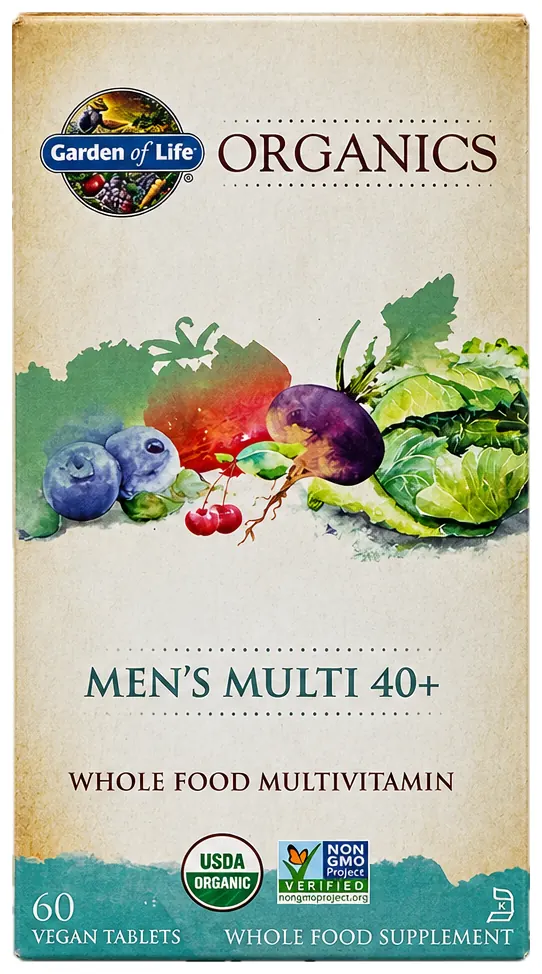 Garden of Life®
ORGANICS
MEN'S MULTI 40+
WHOLE FOOD MULTIVITAMIN
USDA
ORGANIC
NON
GMO
Project
VERIFIED
nongmoproject.org
60
VEGAN TABLETS
K
WHOLE FOOD SUPPLEMENT